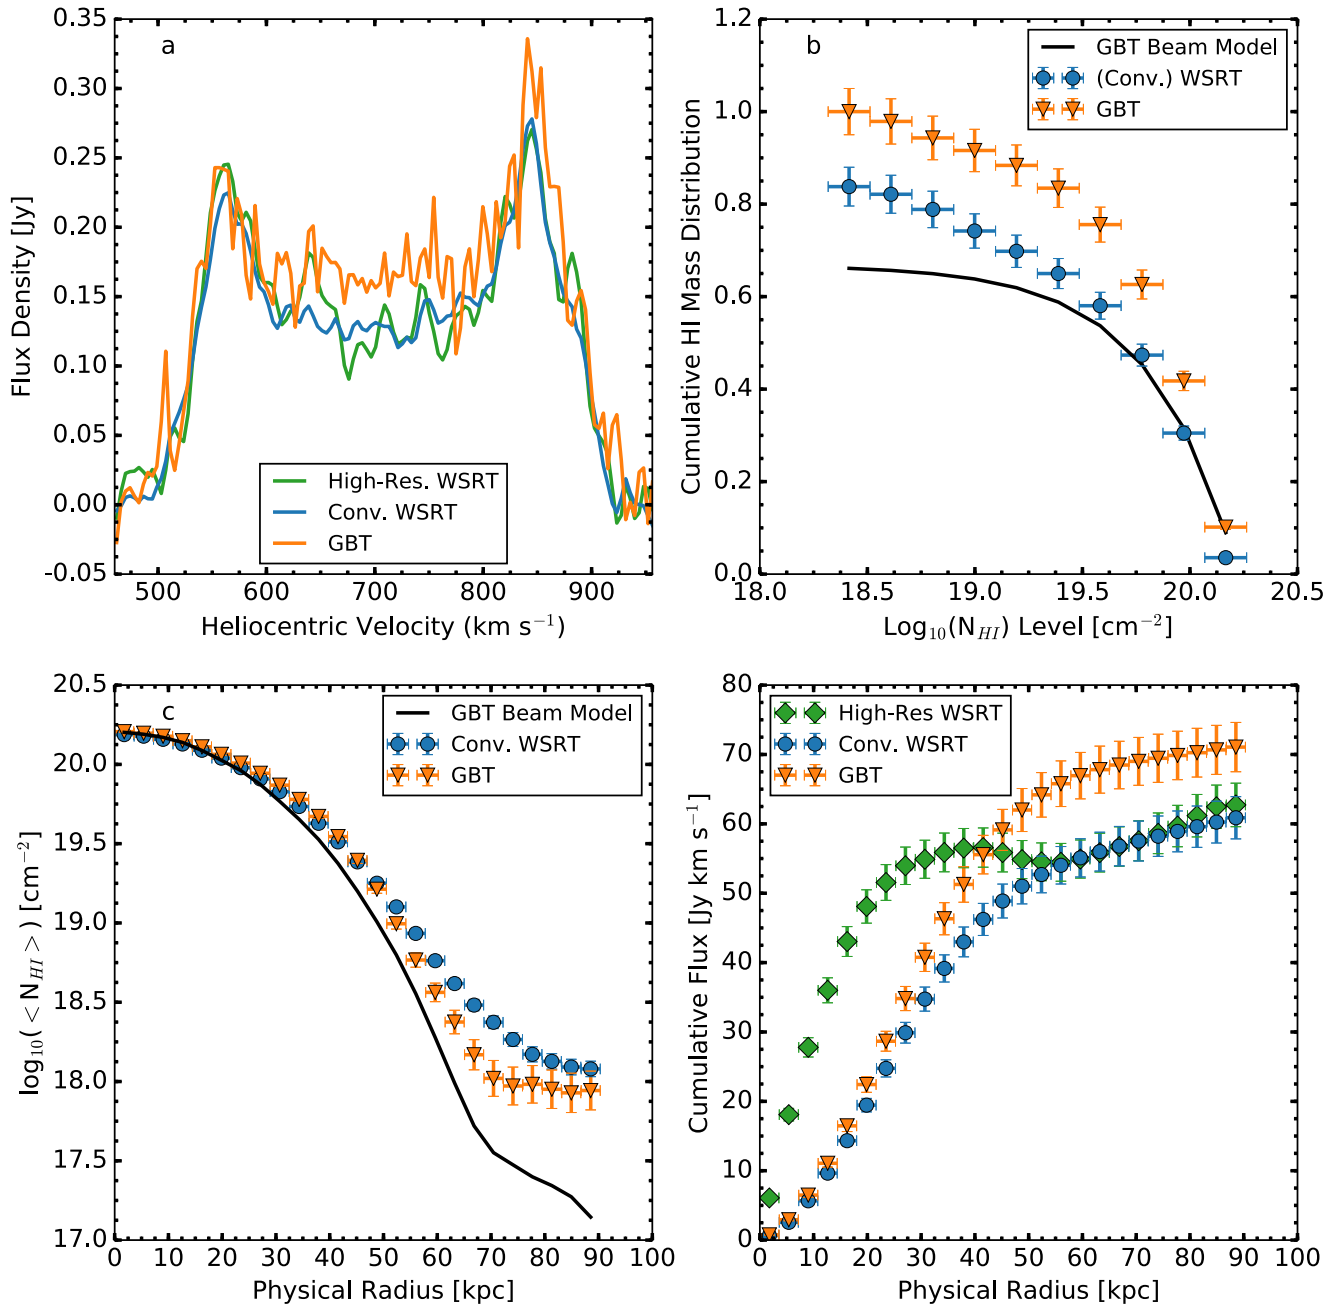 a
0.35
0.30
0.25
0.20
0.15
0.10
0.05
0.00
-0.05
Flux Density [Jy]
High-Res. WSRT
Conv. WSRT
GBT
500 600 700 800 900
Heliocentric Velocity (km s⁻¹)
b
1.2
1.0
0.8
0.6
0.4
0.2
0.0
Cumulative HI Mass Distribution
GBT Beam Model
(Conv.) WSRT
GBT
18.0 18.5 19.0 19.5 20.0 20.5
Log₁₀(N_HI) Level [cm⁻²]
c
20.5
20.0
19.5
19.0
18.5
18.0
17.5
17.0
log₁₀(< N_HI >) [cm⁻²]
GBT Beam Model
Conv. WSRT
GBT
0 10 20 30 40 50 60 70 80 90 100
Physical Radius [kpc]
80
70
60
50
40
30
20
10
0
Cumulative Flux [Jy km s⁻¹]
High-Res WSRT
Conv. WSRT
GBT
0 10 20 30 40 50 60 70 80 90 100
Physical Radius [kpc]